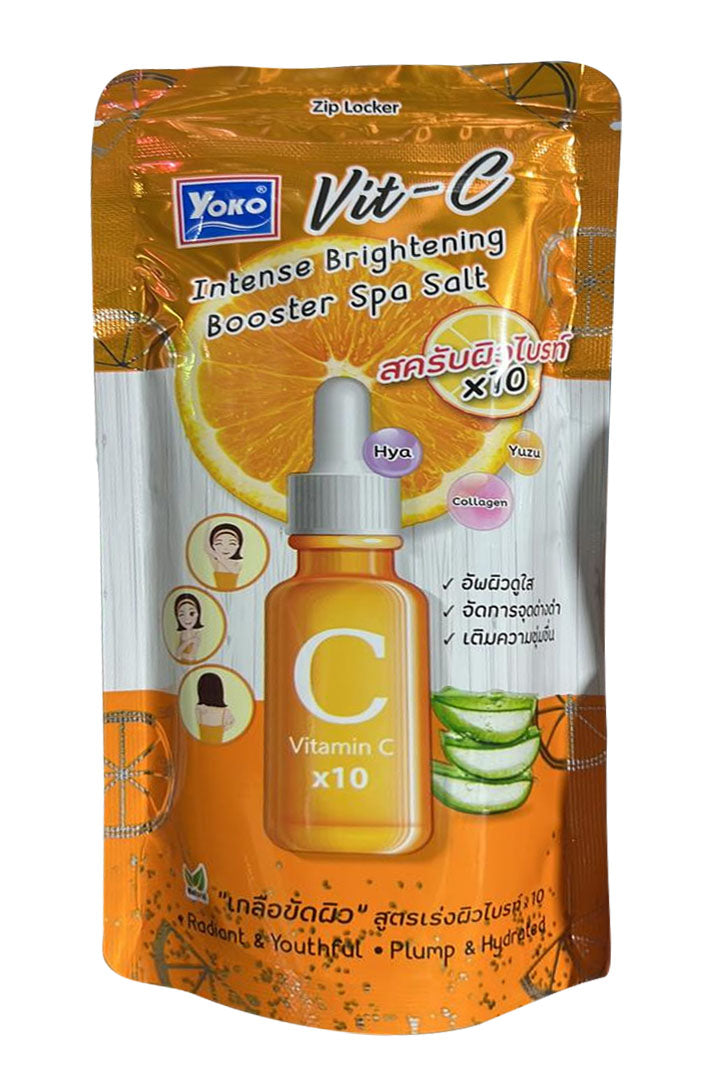 Zip Locker
YOKO®
Vit-C
Intense Brightening
Booster Spa Salt
สครับผิวไบรท์
x10
Hya
Yuzu
Collagen
✓ อัพผิวดูใส
✓ จัดการจุดด่างดำ
✓ เติมความชุ่มชื่น
C
Vitamin C
x10
"เกลือขัดผิว" สูตรเร่งผิวไบรท์ x10
• Radiant & Youthful • Plump & Hydrated